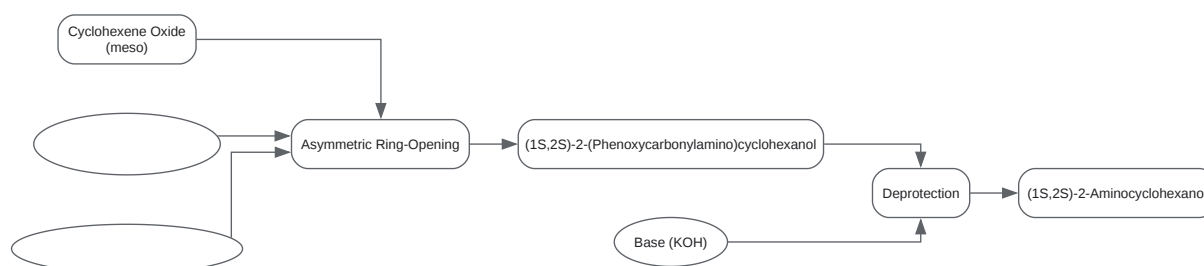 Cyclohexene Oxide
(meso)
Asymmetric Ring-Opening
(1S,2S)-2-(Phenoxycarbonylamino)cyclohexanol
Deprotection
(1S,2S)-2-Aminocyclohexano
Base (KOH)